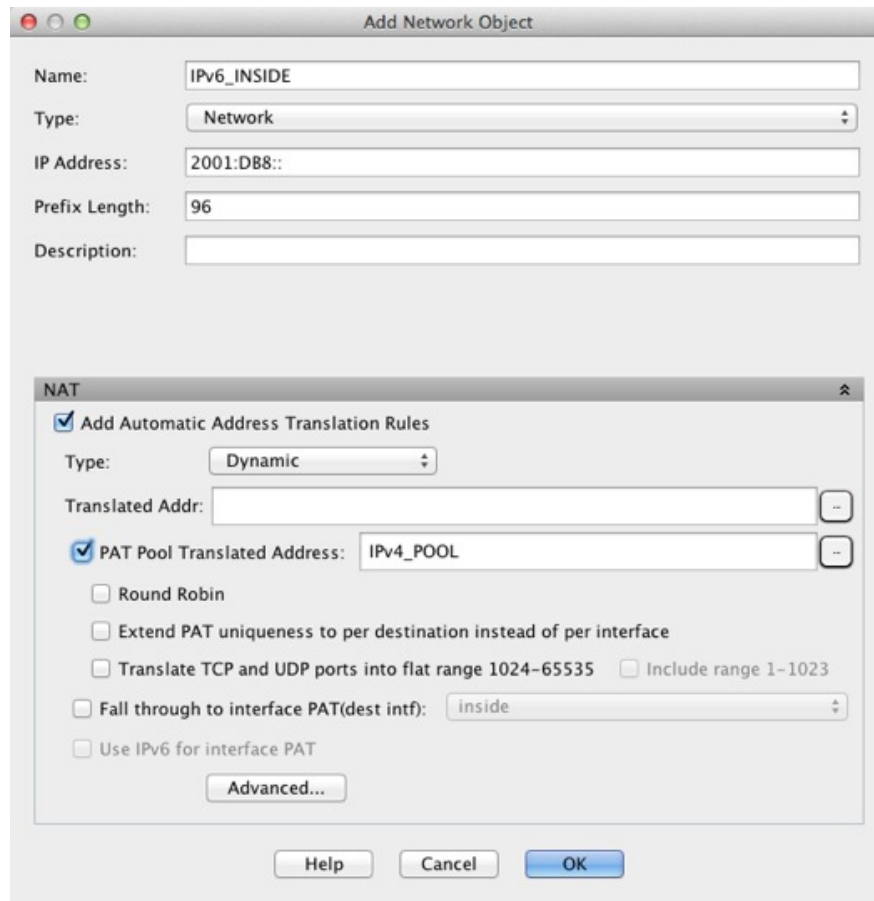 Add Network Object
Name: IPv6_INSIDE
Type: Network
IP Address: 2001:DB8::
Prefix Length: 96
Description:
NAT
Add Automatic Address Translation Rules
Type: Dynamic
Translated Addr: ...
PAT Pool Translated Address: IPv4_POOL ...
Round Robin
Extend PAT uniqueness to per destination instead of per interface
Translate TCP and UDP ports into flat range 1024-65535 Include range 1-1023
Fall through to interface PAT(dest intf): inside
Use IPv6 for interface PAT
Advanced...
Help Cancel OK